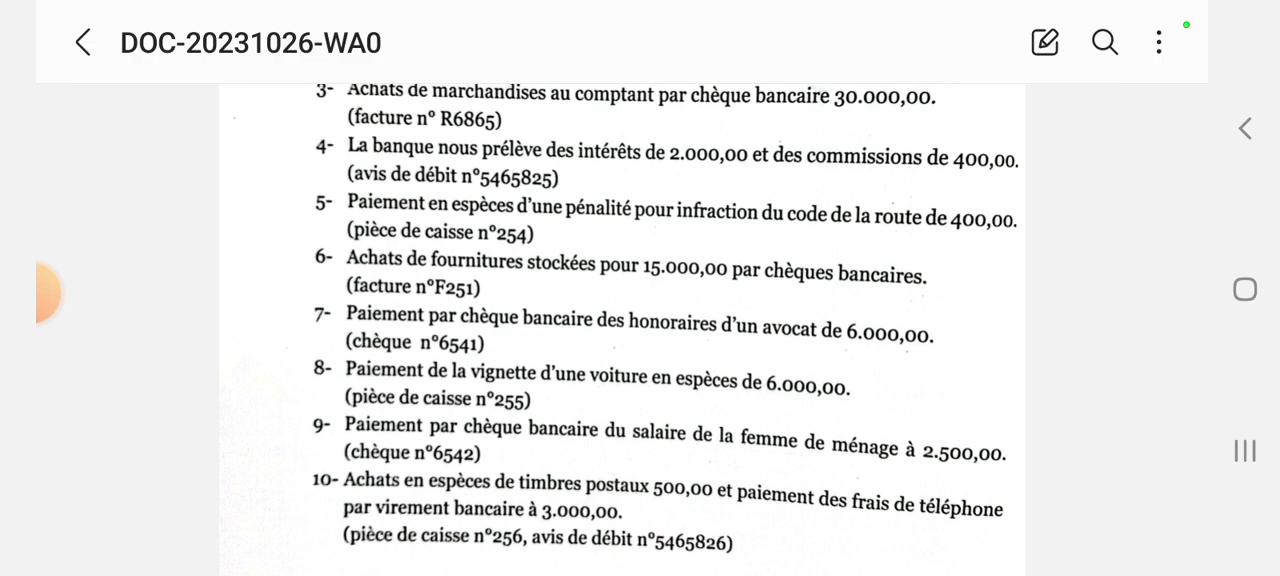 DOC-20231026-WA0
3- Achats de marchandises au comptant par chèque bancaire 30.000,00.
(facture n° R6865)
4- La banque nous prélève des intérêts de 2.000,00 et des commissions de 400,00.
(avis de débit n°5465825)
5- Paiement en espèces d'une pénalité pour infraction du code de la route de 400,00.
(pièce de caisse n°254)
6- Achats de fournitures stockées pour 15.000,00 par chèques bancaires.
(facture n°F251)
7- Paiement par chèque bancaire des honoraires d'un avocat de 6.000,00.
(chèque n°6541)
8- Paiement de la vignette d'une voiture en espèces de 6.000,00.
(pièce de caisse n°255)
9- Paiement par chèque bancaire du salaire de la femme de ménage à 2.500,00.
(chèque n°6542)
10- Achats en espèces de timbres postaux 500,00 et paiement des frais de téléphone
par virement bancaire à 3.000,00.
(pièce de caisse n°256, avis de débit n°5465826)